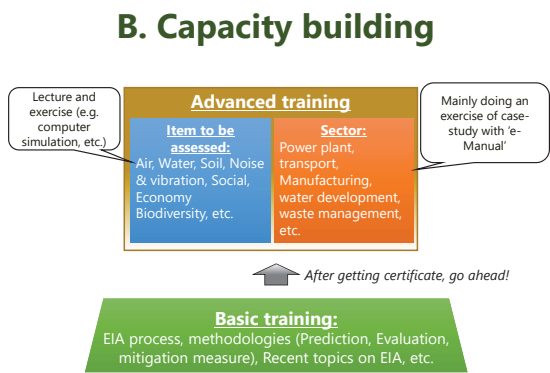 B. Capacity building
Lecture and
exercise (e.g.
computer
simulation, etc.)
Advanced training
Item to be
assessed:
Air, Water, Soil, Noise
& vibration, Social,
Economy
Biodiversity, etc.
Sector:
Power plant,
transport,
Manufacturing,
water development,
waste management,
etc.
Mainly doing an
exercise of case-
study with ‘e-
Manual’
After getting certificate, go ahead!
Basic training:
EIA process, methodologies (Prediction, Evaluation,
mitigation measure), Recent topics on EIA, etc.